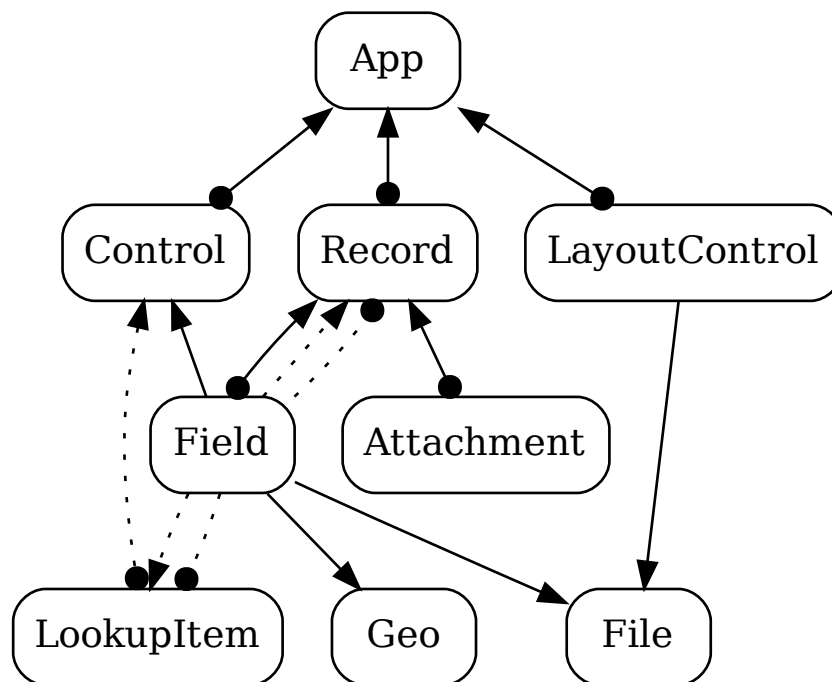 App
Control
Record
LayoutControl
Field
Attachment
LookupItem
Geo
File